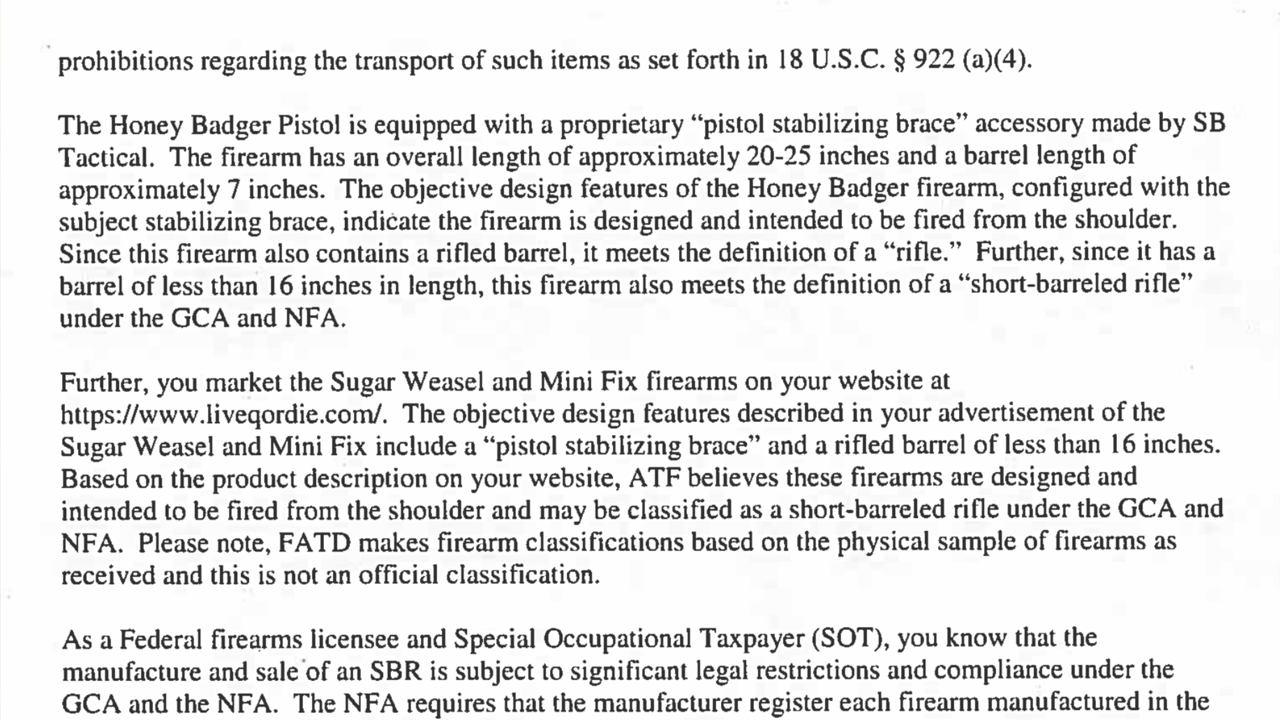 prohibitions regarding the transport of such items as set forth in 18 U.S.C. § 922 (a)(4).
The Honey Badger Pistol is equipped with a proprietary “pistol stabilizing brace” accessory made by SB
Tactical.  The firearm has an overall length of approximately 20-25 inches and a barrel length of
approximately 7 inches.  The objective design features of the Honey Badger firearm, configured with the
subject stabilizing brace, indicate the firearm is designed and intended to be fired from the shoulder.
Since this firearm also contains a rifled barrel, it meets the definition of a “rifle.”  Further, since it has a
barrel of less than 16 inches in length, this firearm also meets the definition of a “short-barreled rifle”
under the GCA and NFA.
Further, you market the Sugar Weasel and Mini Fix firearms on your website at
https://www.liveqordie.com/.  The objective design features described in your advertisement of the
Sugar Weasel and Mini Fix include a “pistol stabilizing brace” and a rifled barrel of less than 16 inches.
Based on the product description on your website, ATF believes these firearms are designed and
intended to be fired from the shoulder and may be classified as a short-barreled rifle under the GCA and
NFA.  Please note, FATD makes firearm classifications based on the physical sample of firearms as
received and this is not an official classification.
As a Federal firearms licensee and Special Occupational Taxpayer (SOT), you know that the
manufacture and sale of an SBR is subject to significant legal restrictions and compliance under the
GCA and the NFA.  The NFA requires that the manufacturer register each firearm manufactured in the